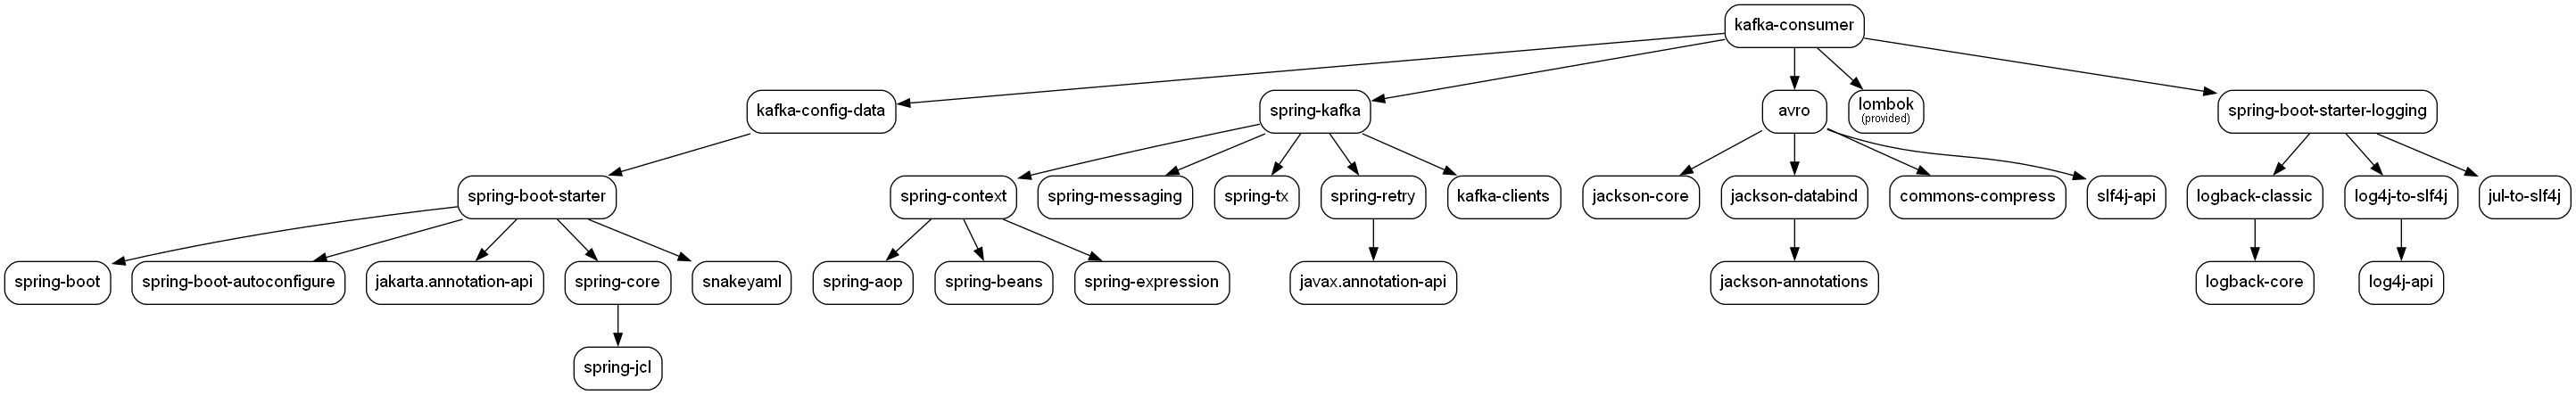 kafka-consumer
kafka-config-data
spring-kafka
avro
lombok
(provided)
spring-boot-starter-logging
spring-boot-starter
spring-context
spring-messaging
spring-tx
spring-retry
kafka-clients
jackson-core
jackson-databind
commons-compress
slf4j-api
logback-classic
log4j-to-slf4j
jul-to-slf4j
spring-boot
spring-boot-autoconfigure
jakarta.annotation-api
spring-core
snakeyaml
spring-aop
spring-beans
spring-expression
javax.annotation-api
jackson-annotations
logback-core
log4j-api
spring-jcl